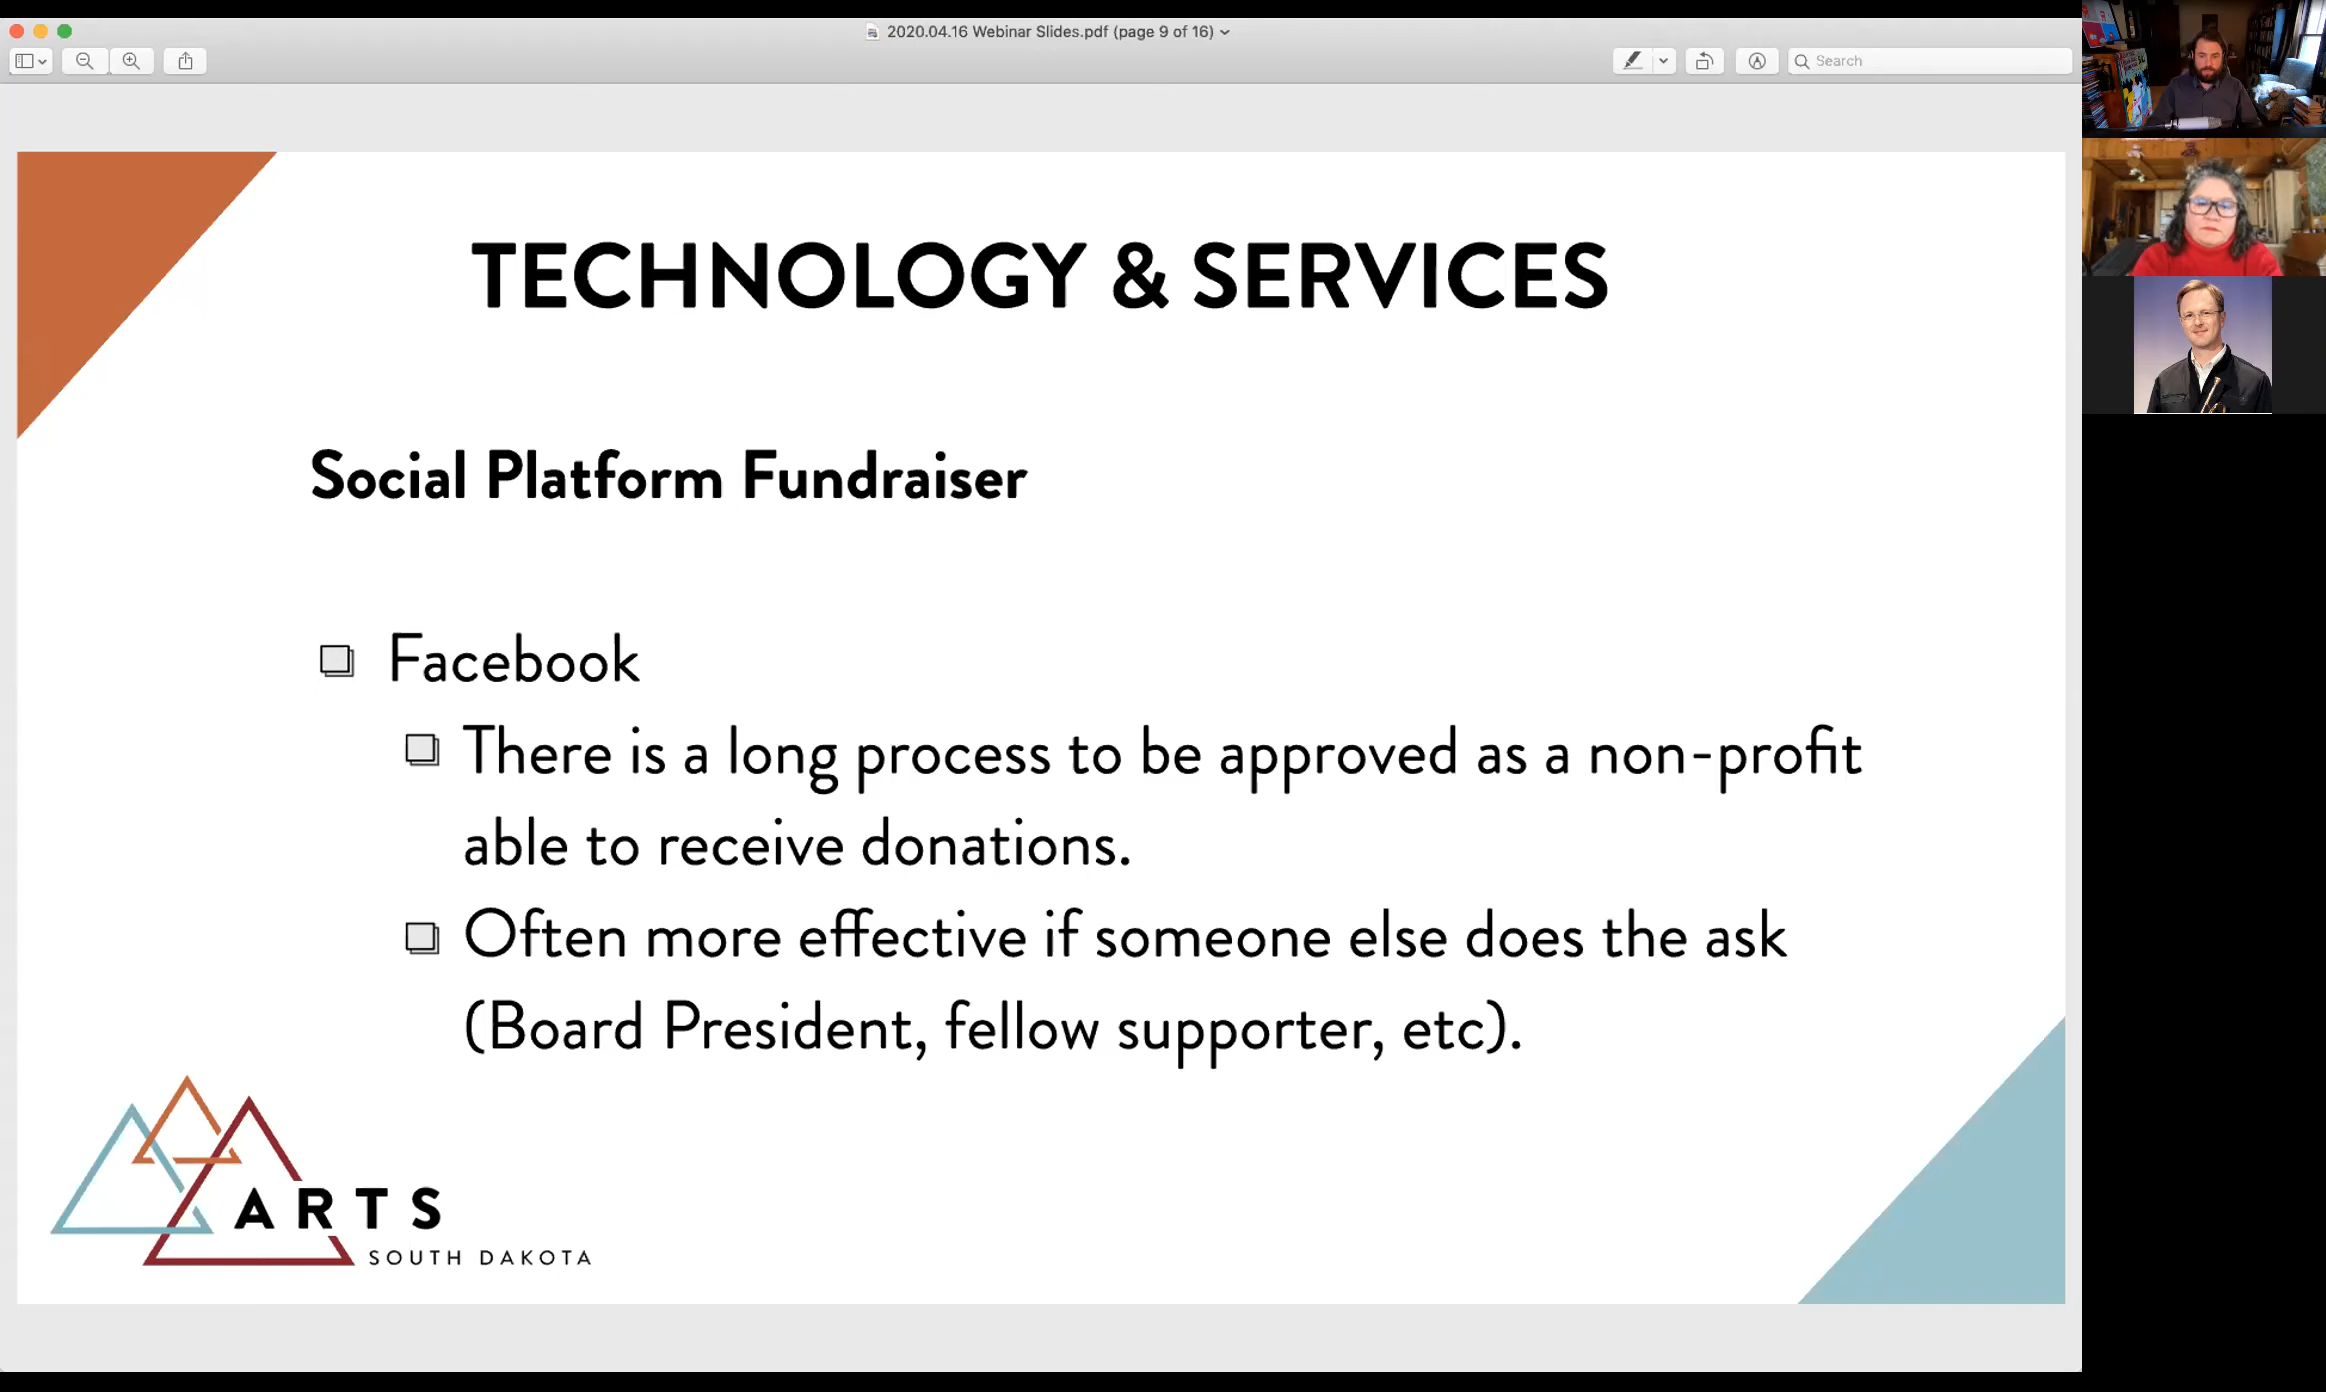 2020.04.16 Webinar Slides.pdf (page 9 of 16)
Search
TECHNOLOGY & SERVICES
Social Platform Fundraiser
Facebook
There is a long process to be approved as a non-profit
able to receive donations.
Often more effective if someone else does the ask
(Board President, fellow supporter, etc).
ARTS
SOUTH DAKOTA